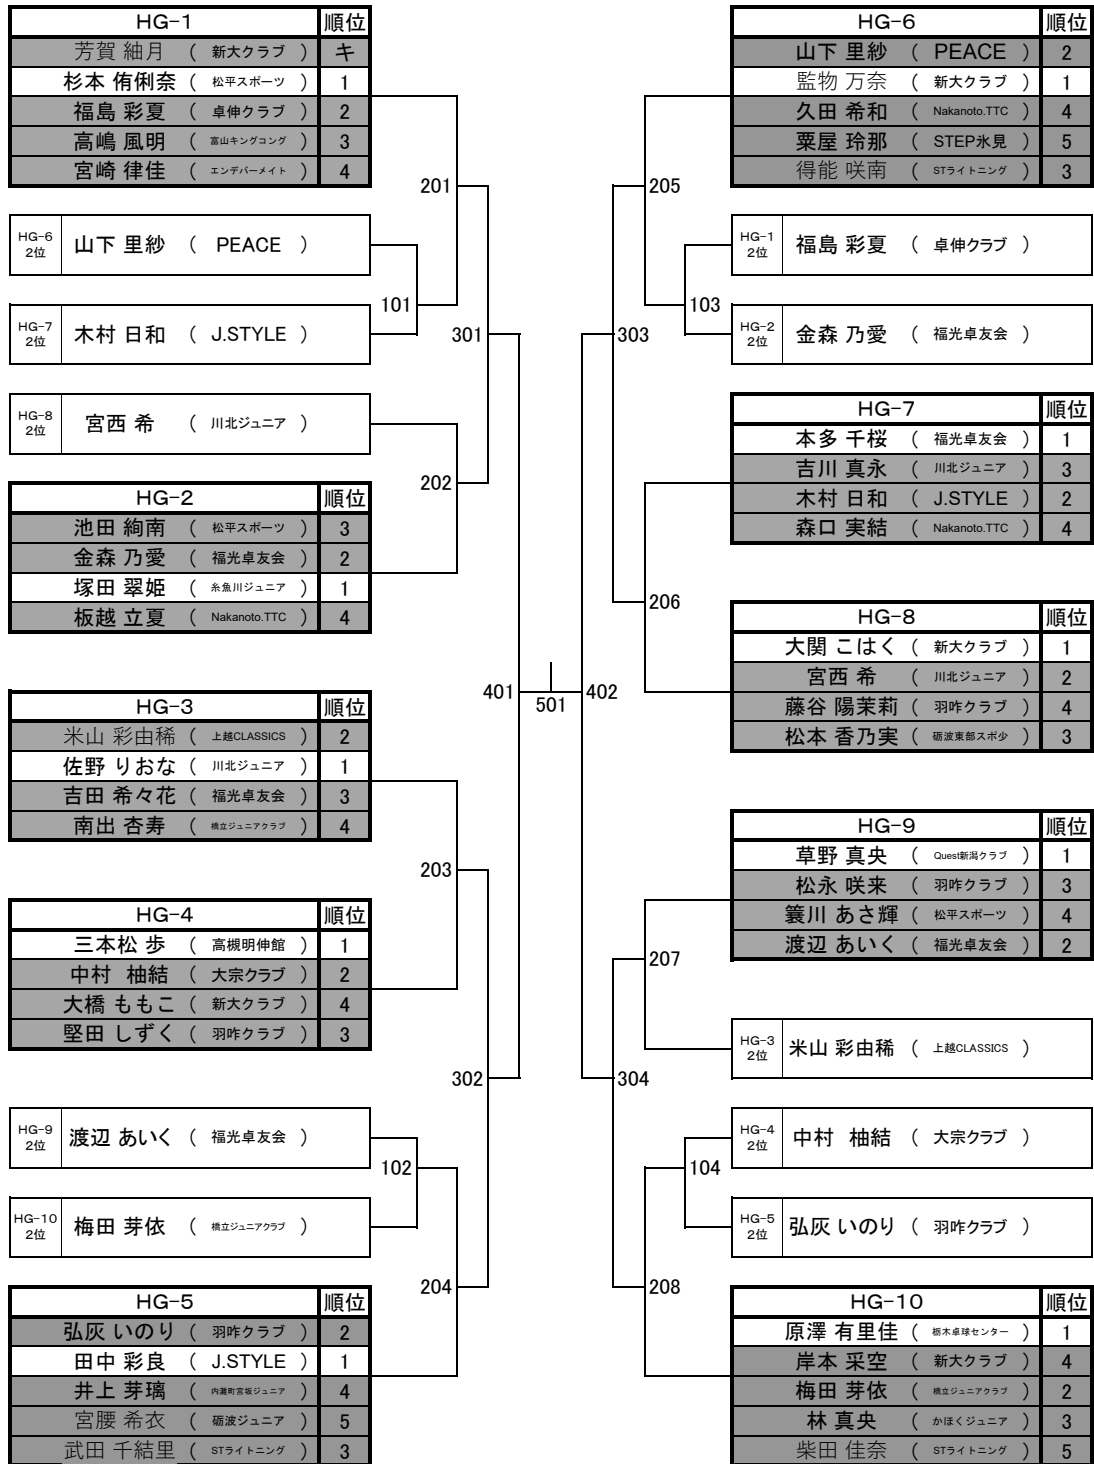 HG-1 順位
芳賀 紬月 ( 新大クラブ ) キ
杉本 侑俐奈 ( 松平スポーツ ) 1
福島 彩夏 ( 卓伸クラブ ) 2
高嶋 風明 ( 富山キングコング ) 3
宮崎 律佳 ( エンデバーメイト ) 4
201
HG-6 2位 山下 里紗 ( PEACE )
101
HG-7 2位 木村 日和 ( J.STYLE )
301
HG-8 2位 宮西 希 ( 川北ジュニア )
202
HG-2 順位
池田 絢南 ( 松平スポーツ ) 3
金森 乃愛 ( 福光卓友会 ) 2
塚田 翠姫 ( 糸魚川ジュニア ) 1
板越 立夏 ( Nakanoto.TTC ) 4
401
501
402
HG-3 順位
米山 彩由稀 ( 上越CLASSICS ) 2
佐野 りおな ( 川北ジュニア ) 1
吉田 希々花 ( 福光卓友会 ) 3
南出 杏寿 ( 橋立ジュニアクラブ ) 4
203
HG-4 順位
三本松 歩 ( 高槻明伸館 ) 1
中村 柚結 ( 大宗クラブ ) 2
大橋 ももこ ( 新大クラブ ) 4
堅田 しずく ( 羽咋クラブ ) 3
302
HG-9 2位 渡辺 あいく ( 福光卓友会 )
102
HG-10 2位 梅田 芽依 ( 橋立ジュニアクラブ )
204
HG-5 順位
弘灰 いのり ( 羽咋クラブ ) 2
田中 彩良 ( J.STYLE ) 1
井上 芽璃 ( 内灘町宮坂ジュニア ) 4
宮腰 希衣 ( 砺波ジュニア ) 5
武田 千結里 ( STライトニング ) 3
HG-6 順位
山下 里紗 ( PEACE ) 2
監物 万奈 ( 新大クラブ ) 1
久田 希和 ( Nakanoto.TTC ) 4
粟屋 玲那 ( STEP氷見 ) 5
得能 咲南 ( STライトニング ) 3
205
HG-1 2位 福島 彩夏 ( 卓伸クラブ )
103
HG-2 2位 金森 乃愛 ( 福光卓友会 )
303
HG-7 順位
本多 千桜 ( 福光卓友会 ) 1
吉川 真永 ( 川北ジュニア ) 3
木村 日和 ( J.STYLE ) 2
森口 実結 ( Nakanoto.TTC ) 4
206
HG-8 順位
大関 こはく ( 新大クラブ ) 1
宮西 希 ( 川北ジュニア ) 2
藤谷 陽茉莉 ( 羽咋クラブ ) 4
松本 香乃実 ( 砺波東部スポ少 ) 3
HG-9 順位
草野 真央 ( Quest新潟クラブ ) 1
松永 咲来 ( 羽咋クラブ ) 3
簑川 あさ輝 ( 松平スポーツ ) 4
渡辺 あいく ( 福光卓友会 ) 2
207
HG-3 2位 米山 彩由稀 ( 上越CLASSICS )
304
HG-4 2位 中村 柚結 ( 大宗クラブ )
104
HG-5 2位 弘灰 いのり ( 羽咋クラブ )
208
HG-10 順位
原澤 有里佳 ( 栃木卓球センター ) 1
岸本 采空 ( 新大クラブ ) 4
梅田 芽依 ( 橋立ジュニアクラブ ) 2
林 真央 ( かほくジュニア ) 3
柴田 佳奈 ( STライトニング ) 5